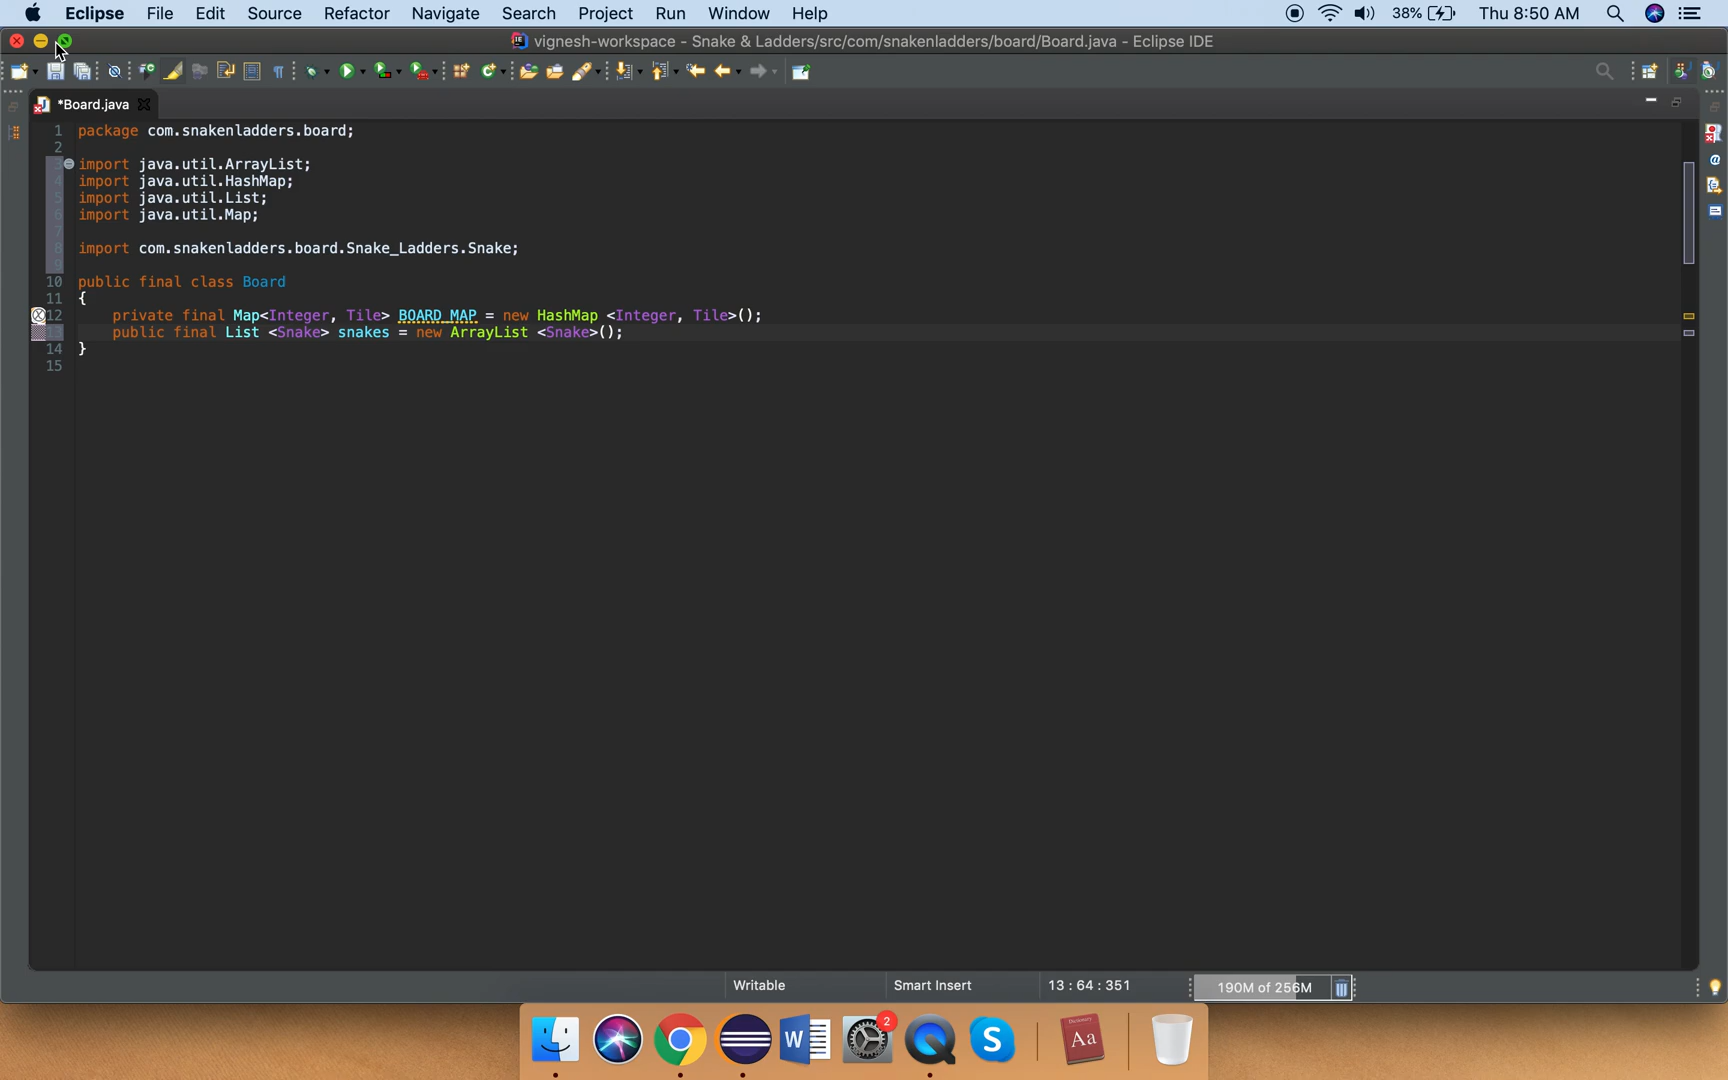 Eclipse File Edit Source Refactor Navigate Search Project Run Window Help 38% Thu 8:50 AM
vignesh-workspace - Snake & Ladders/src/com/snakenladders/board/Board.java - Eclipse IDE
*Board.java
1 package com.snakenladders.board;
2
3 import java.util.ArrayList;
4 import java.util.HashMap;
5 import java.util.List;
6 import java.util.Map;
7
8 import com.snakenladders.board.Snake_Ladders.Snake;
9
10 public final class Board
11 {
12 private final Map<Integer, Tile> BOARD_MAP = new HashMap <Integer, Tile>();
13 public final List <Snake> snakes = new ArrayList <Snake>();
14 }
15
Writable Smart Insert 13 : 64 : 351 190M of 256M
2
W S Aa
Dictionary